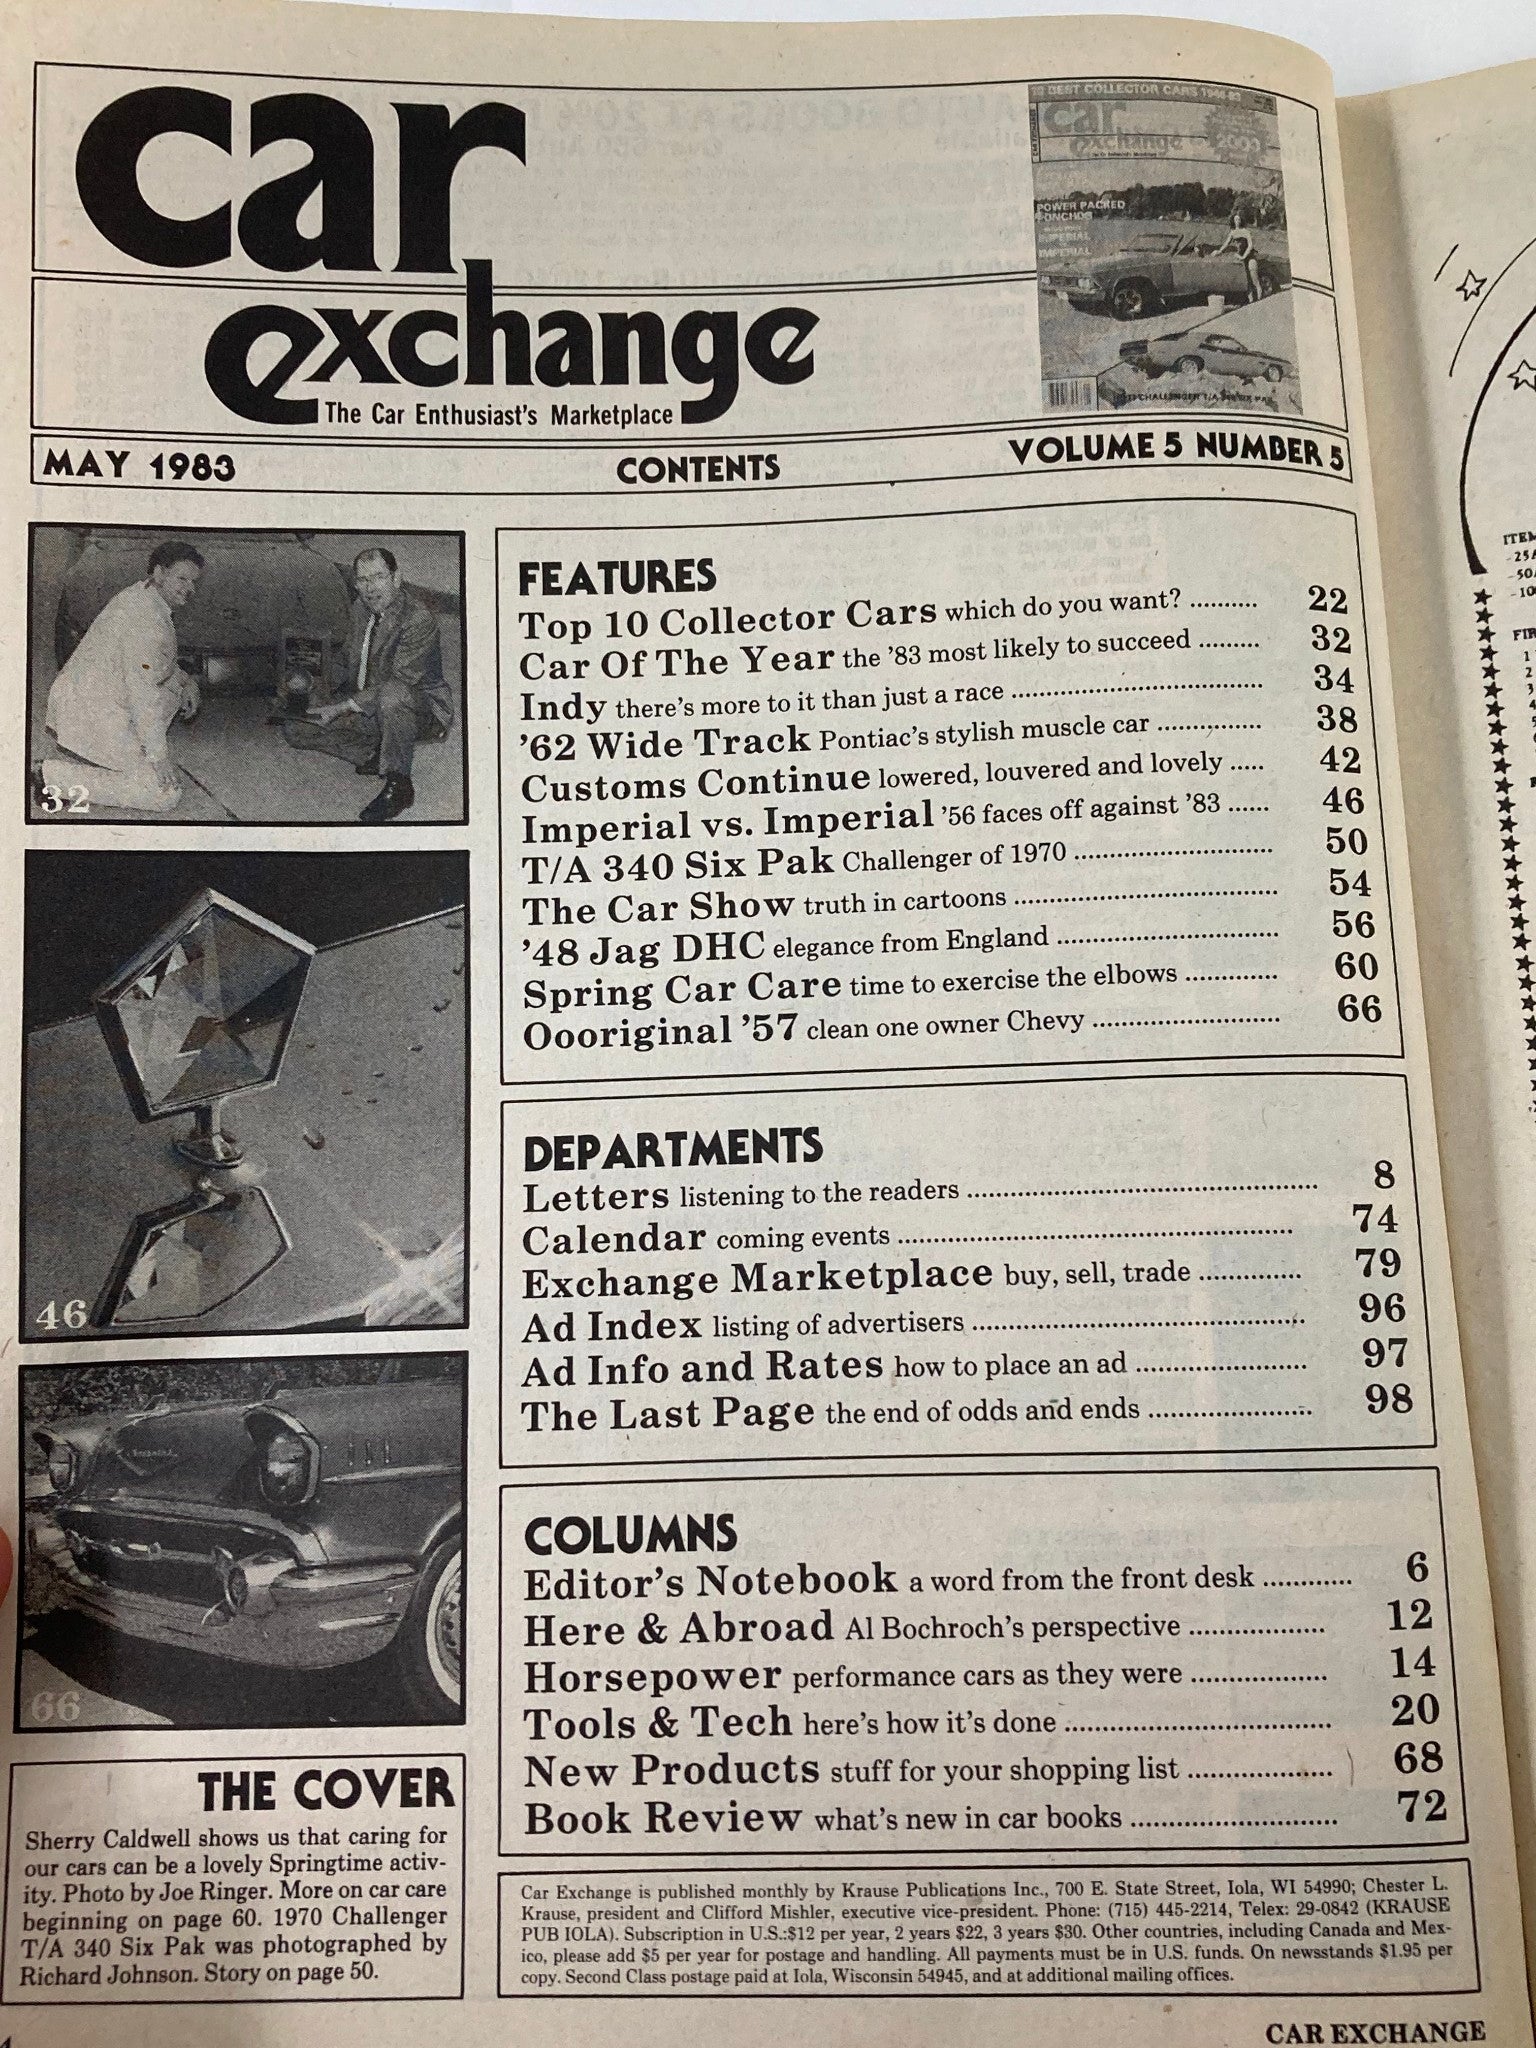 car
exchange
The Car Enthusiast's Marketplace
10 BEST COLLECTOR CARS 1946-83
car
exchange
POWER PACKED
PONCHOS
IMPERIAL
IMPERIAL
CHALLENGER T/A SIX PAK
MAY 1983
CONTENTS
VOLUME 5 NUMBER 5
32
46
66
THE COVER
Sherry Caldwell shows us that caring for
our cars can be a lovely Springtime activ-
ity. Photo by Joe Ringer. More on car care
beginning on page 60. 1970 Challenger
T/A 340 Six Pak was photographed by
Richard Johnson. Story on page 50.
FEATURES
Top 10 Collector Cars which do you want? .......... 22
Car Of The Year the '83 most likely to succeed ......... 32
Indy there's more to it than just a race ..................................... 34
'62 Wide Track Pontiac's stylish muscle car ............... 38
Customs Continue lowered, louvered and lovely ..... 42
Imperial vs. Imperial '56 faces off against '83 ...... 46
T/A 340 Six Pak Challenger of 1970 ............................ 50
The Car Show truth in cartoons ...................................... 54
'48 Jag DHC elegance from England ................................ 56
Spring Car Care time to exercise the elbows ............. 60
Oooriginal '57 clean one owner Chevy ........................... 66
DEPARTMENTS
Letters listening to the readers .................................................... 8
Calendar coming events .......................................................... 74
Exchange Marketplace buy, sell, trade .............. 79
Ad Index listing of advertisers ................................................ 96
Ad Info and Rates how to place an ad ......................... 97
The Last Page the end of odds and ends ........................ 98
COLUMNS
Editor's Notebook a word from the front desk ............ 6
Here & Abroad Al Bochroch's perspective .................. 12
Horsepower performance cars as they were .................. 14
Tools & Tech here's how it's done ................................... 20
New Products stuff for your shopping list ................... 68
Book Review what's new in car books ........................... 72
Car Exchange is published monthly by Krause Publications Inc., 700 E. State Street, Iola, WI 54990; Chester L.
Krause, president and Clifford Mishler, executive vice-president. Phone: (715) 445-2214, Telex: 29-0842 (KRAUSE
PUB IOLA). Subscription in U.S.:$12 per year, 2 years $22, 3 years $30. Other countries, including Canada and Mex-
ico, please add $5 per year for postage and handling. All payments must be in U.S. funds. On newsstands $1.95 per
copy. Second Class postage paid at Iola, Wisconsin 54945, and at additional mailing offices.
4
CAR EXCHANGE